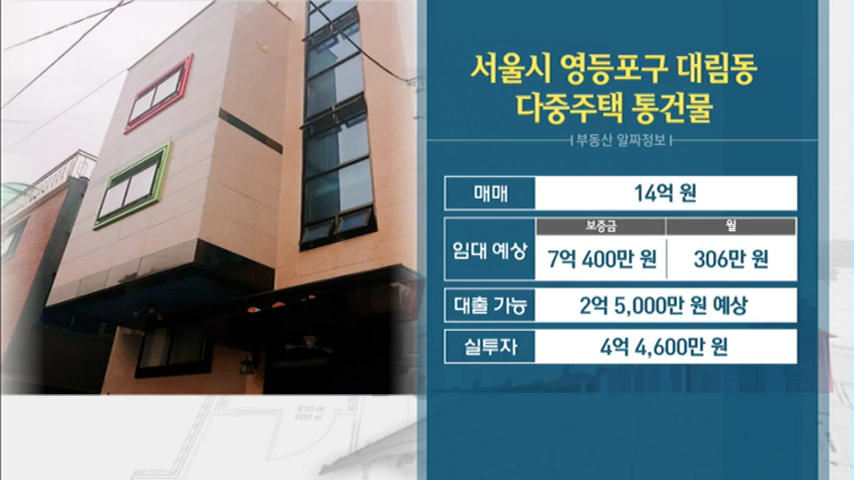 서울시 영등포구 대림동
다중주택 통건물
부동산 알짜정보
매매 14억 원
임대 예상 보증금 월
7억 400만 원 306만 원
대출 가능 2억 5,000만 원 예상
실투자 4억 4,600만 원